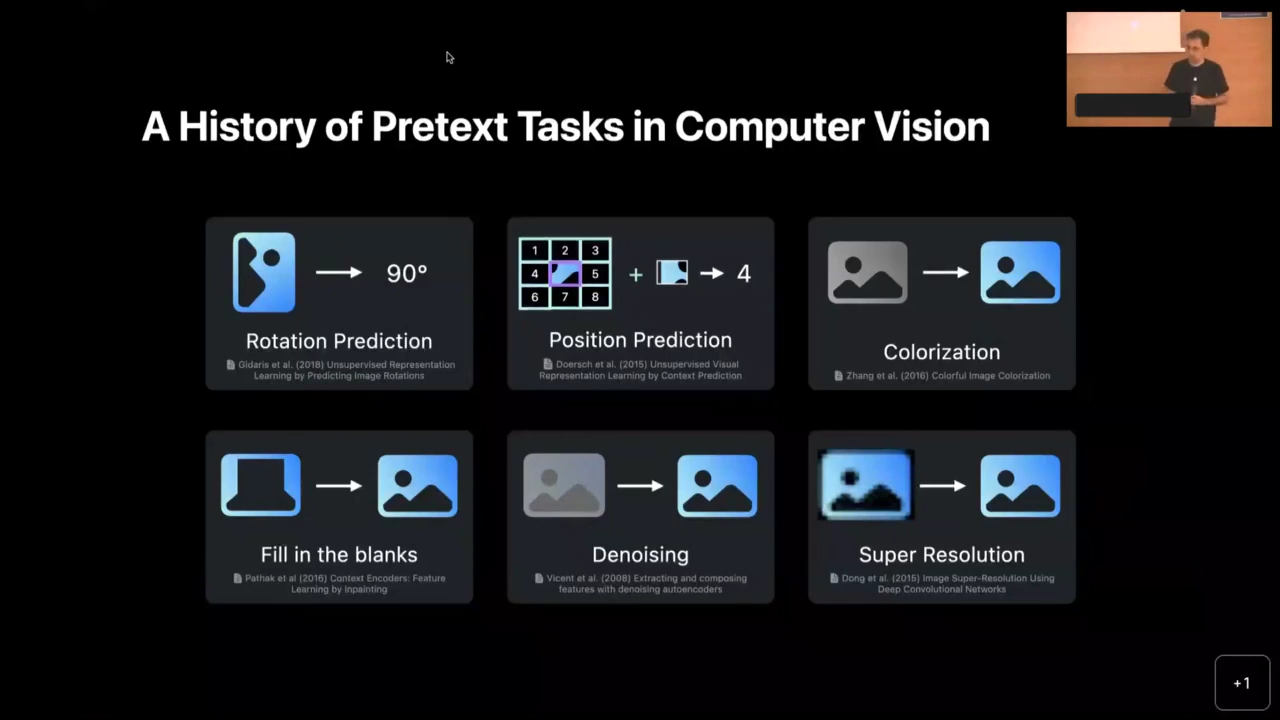 A History of Pretext Tasks in Computer Vision
90°
Rotation Prediction
Gidaris et al. (2018) Unsupervised Representation
Learning by Predicting Image Rotations
1 2 3
4 5
6 7 8
+
4
Position Prediction
Doersch et al. (2015) Unsupervised Visual
Representation Learning by Context Prediction
Colorization
Zhang et al. (2016) Colorful Image Colorization
Fill in the blanks
Pathak et al (2016) Context Encoders: Feature
Learning by Inpainting
Denoising
Vicent et al. (2008) Extracting and composing
features with denoising autoencoders
Super Resolution
Dong et al. (2015) Image Super-Resolution Using
Deep Convolutional Networks
+1